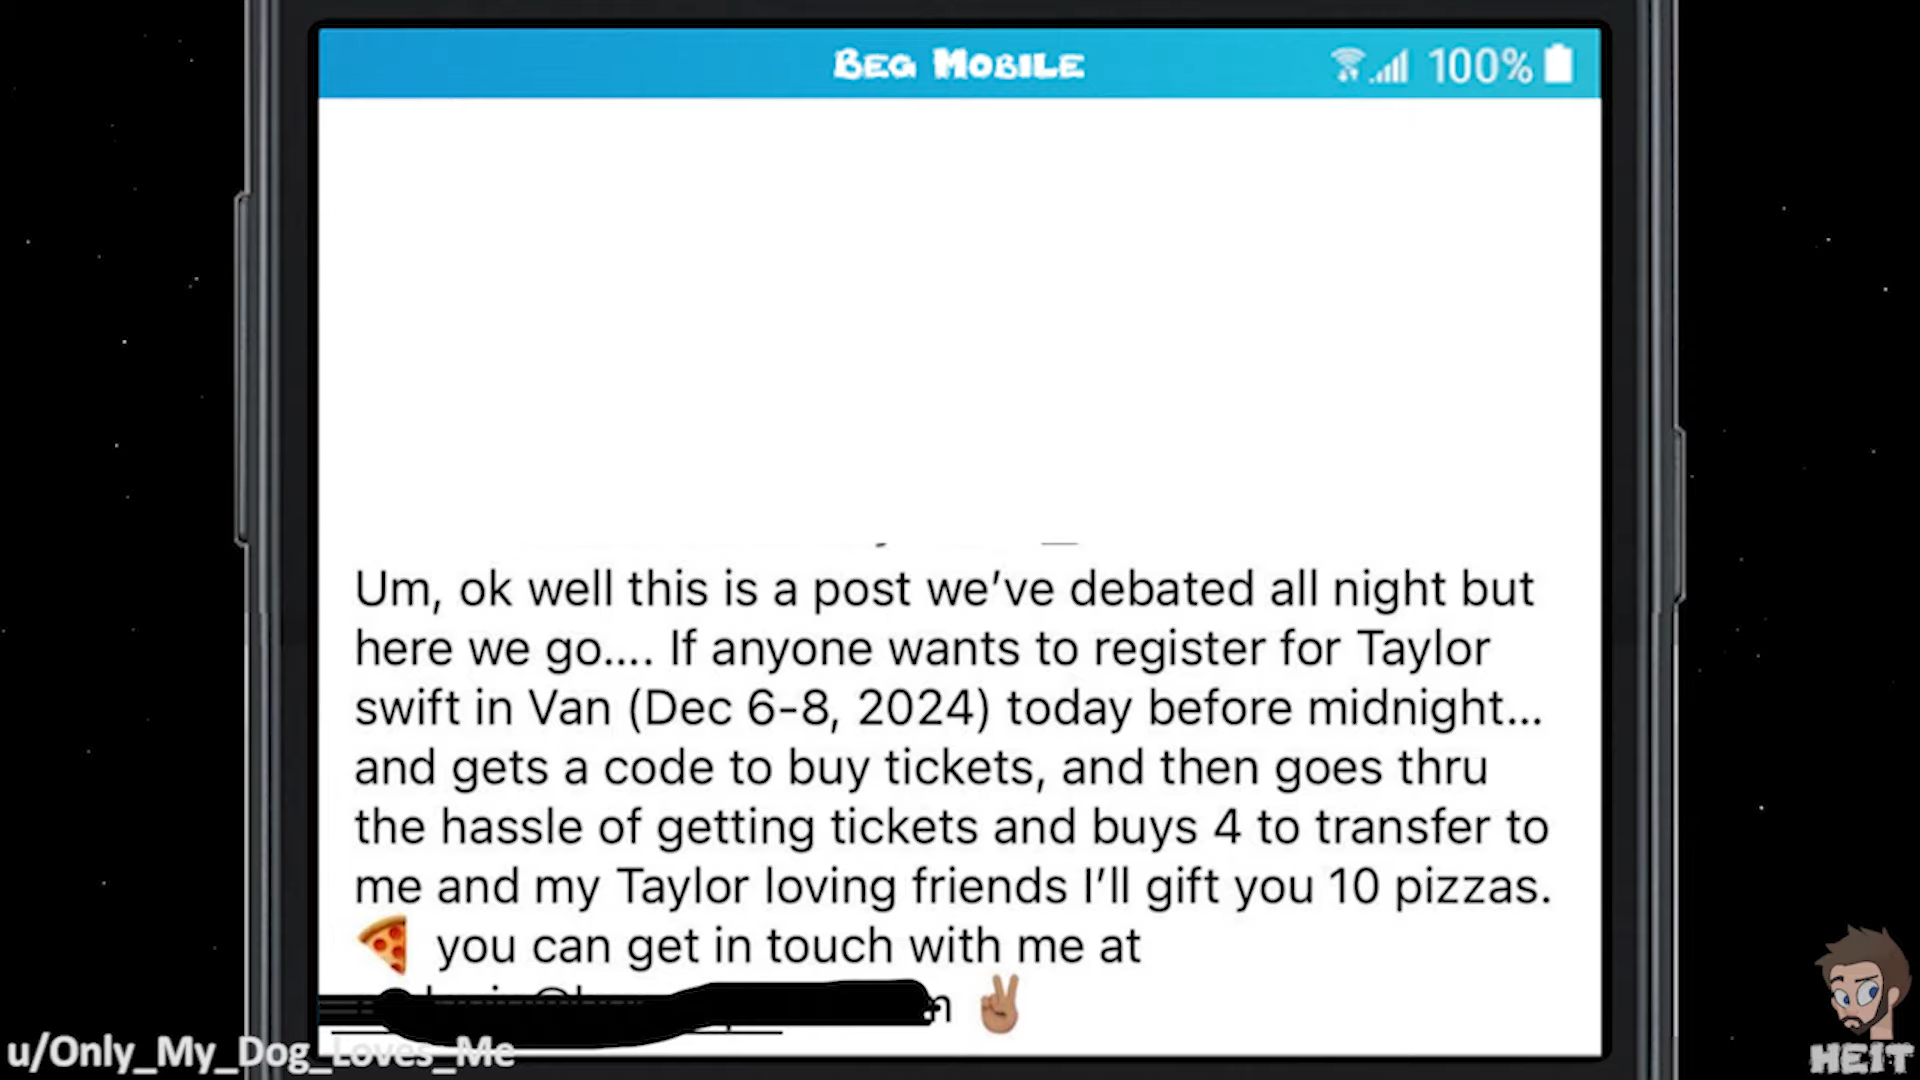 BEG MOBILE
100%
Um, ok well this is a post we’ve debated all night but
here we go.... If anyone wants to register for Taylor
swift in Van (Dec 6-8, 2024) today before midnight...
and gets a code to buy tickets, and then goes thru
the hassle of getting tickets and buys 4 to transfer to
me and my Taylor loving friends I’ll gift you 10 pizzas.
🍕 you can get in touch with me at
✌🏽
u/Only_My_Dog_Loves_Me
HEIT